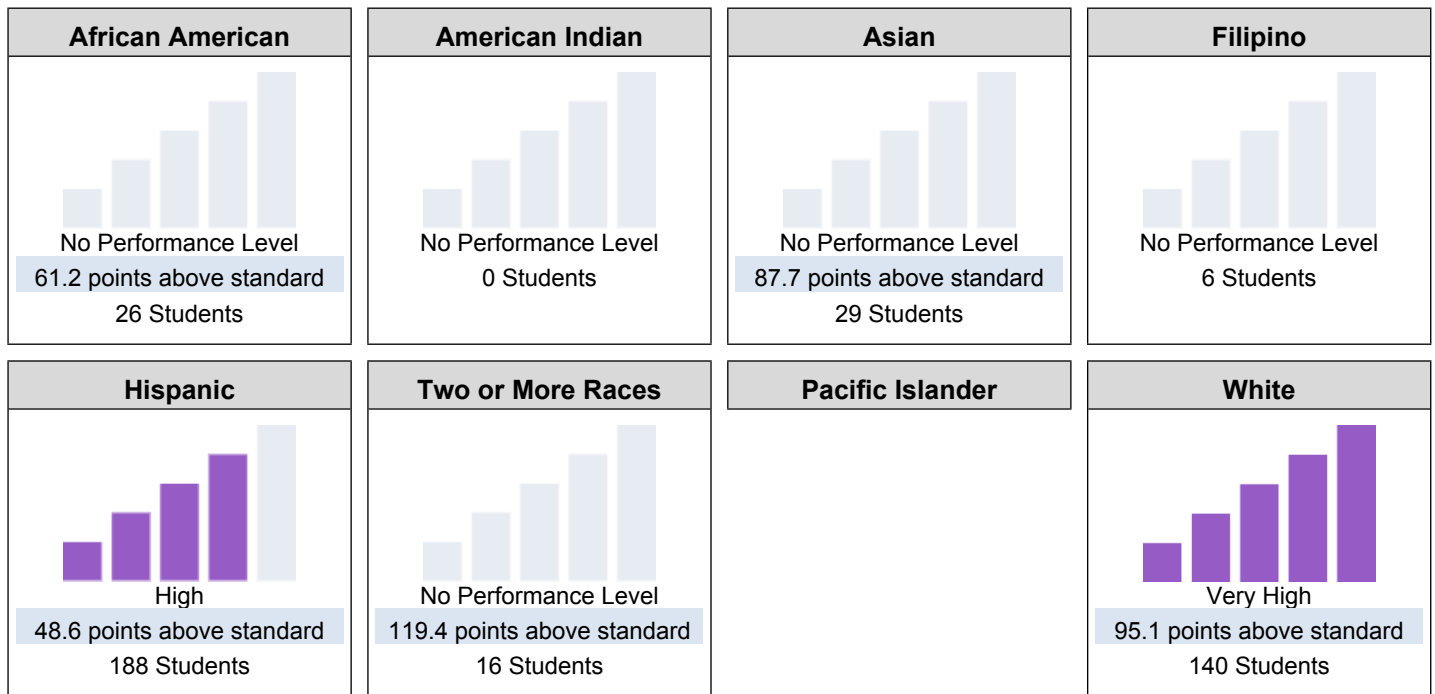 African American
No Performance Level
61.2 points above standard
26 Students
American Indian
No Performance Level
0 Students
Asian
No Performance Level
87.7 points above standard
29 Students
Filipino
No Performance Level
6 Students
Hispanic
High
48.6 points above standard
188 Students
Two or More Races
No Performance Level
119.4 points above standard
16 Students
Pacific Islander
White
Very High
95.1 points above standard
140 Students